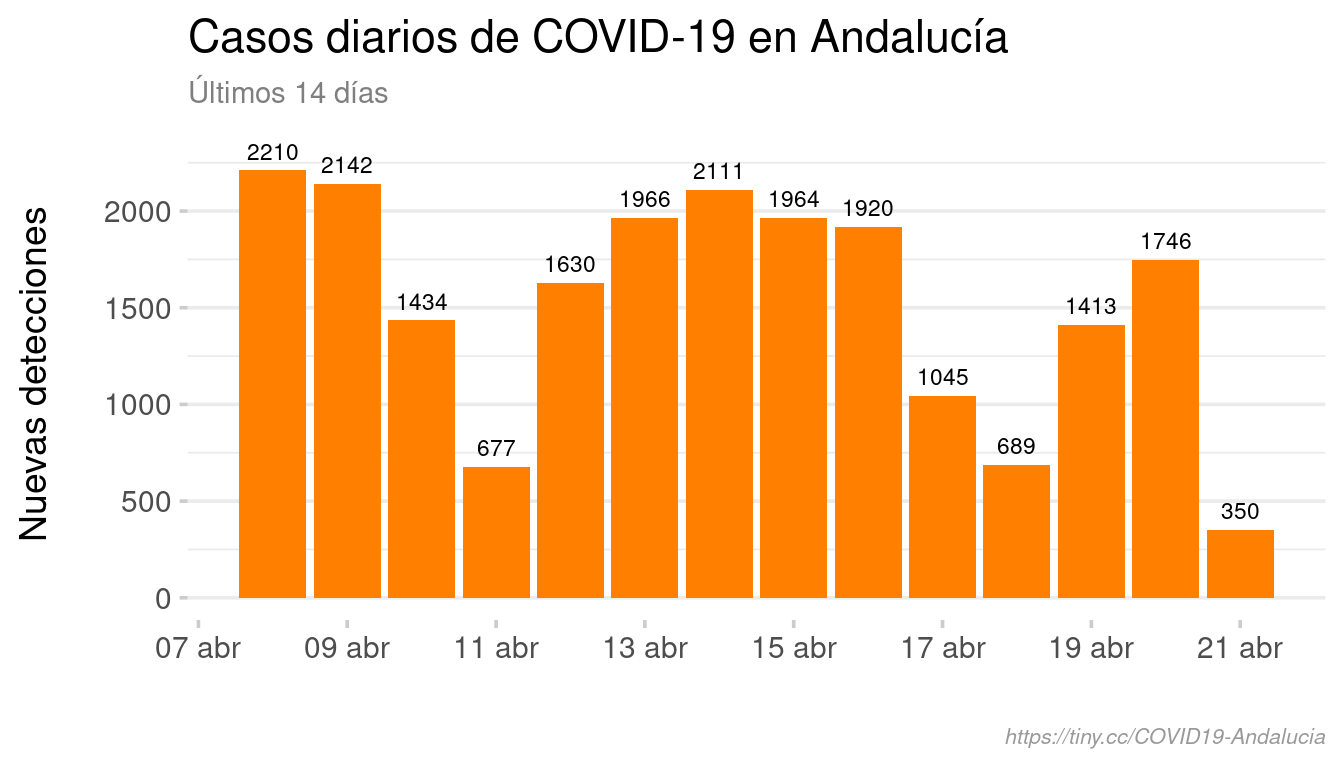 Casos diarios de COVID-19 en Andalucía
Últimos 14 días
Nuevas detecciones
2000
1500
1000
500
0
2210
2142
1434
677
1630
1966
2111
1964
1920
1045
689
1413
1746
350
07 abr
09 abr
11 abr
13 abr
15 abr
17 abr
19 abr
21 abr
https://tiny.cc/COVID19-Andalucia